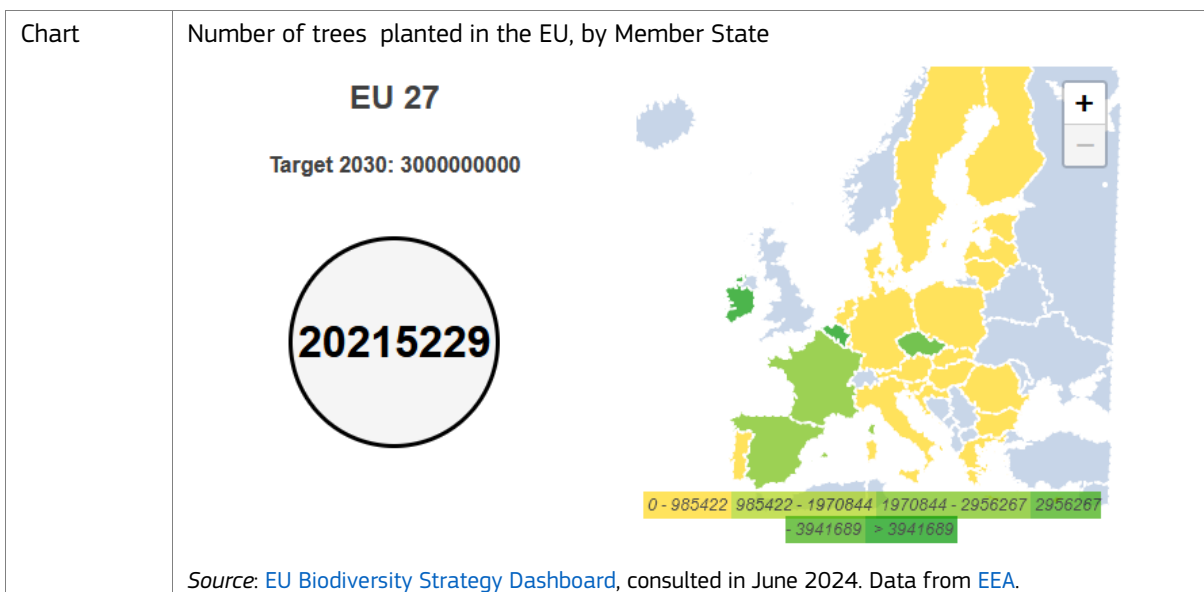 Chart
Number of trees planted in the EU, by Member State
EU 27
Target 2030: 3000000000
20215229
+
−
0 - 985422 985422 - 1970844 1970844 - 2956267 2956267
- 3941689 > 3941689
Source: EU Biodiversity Strategy Dashboard, consulted in June 2024. Data from EEA.